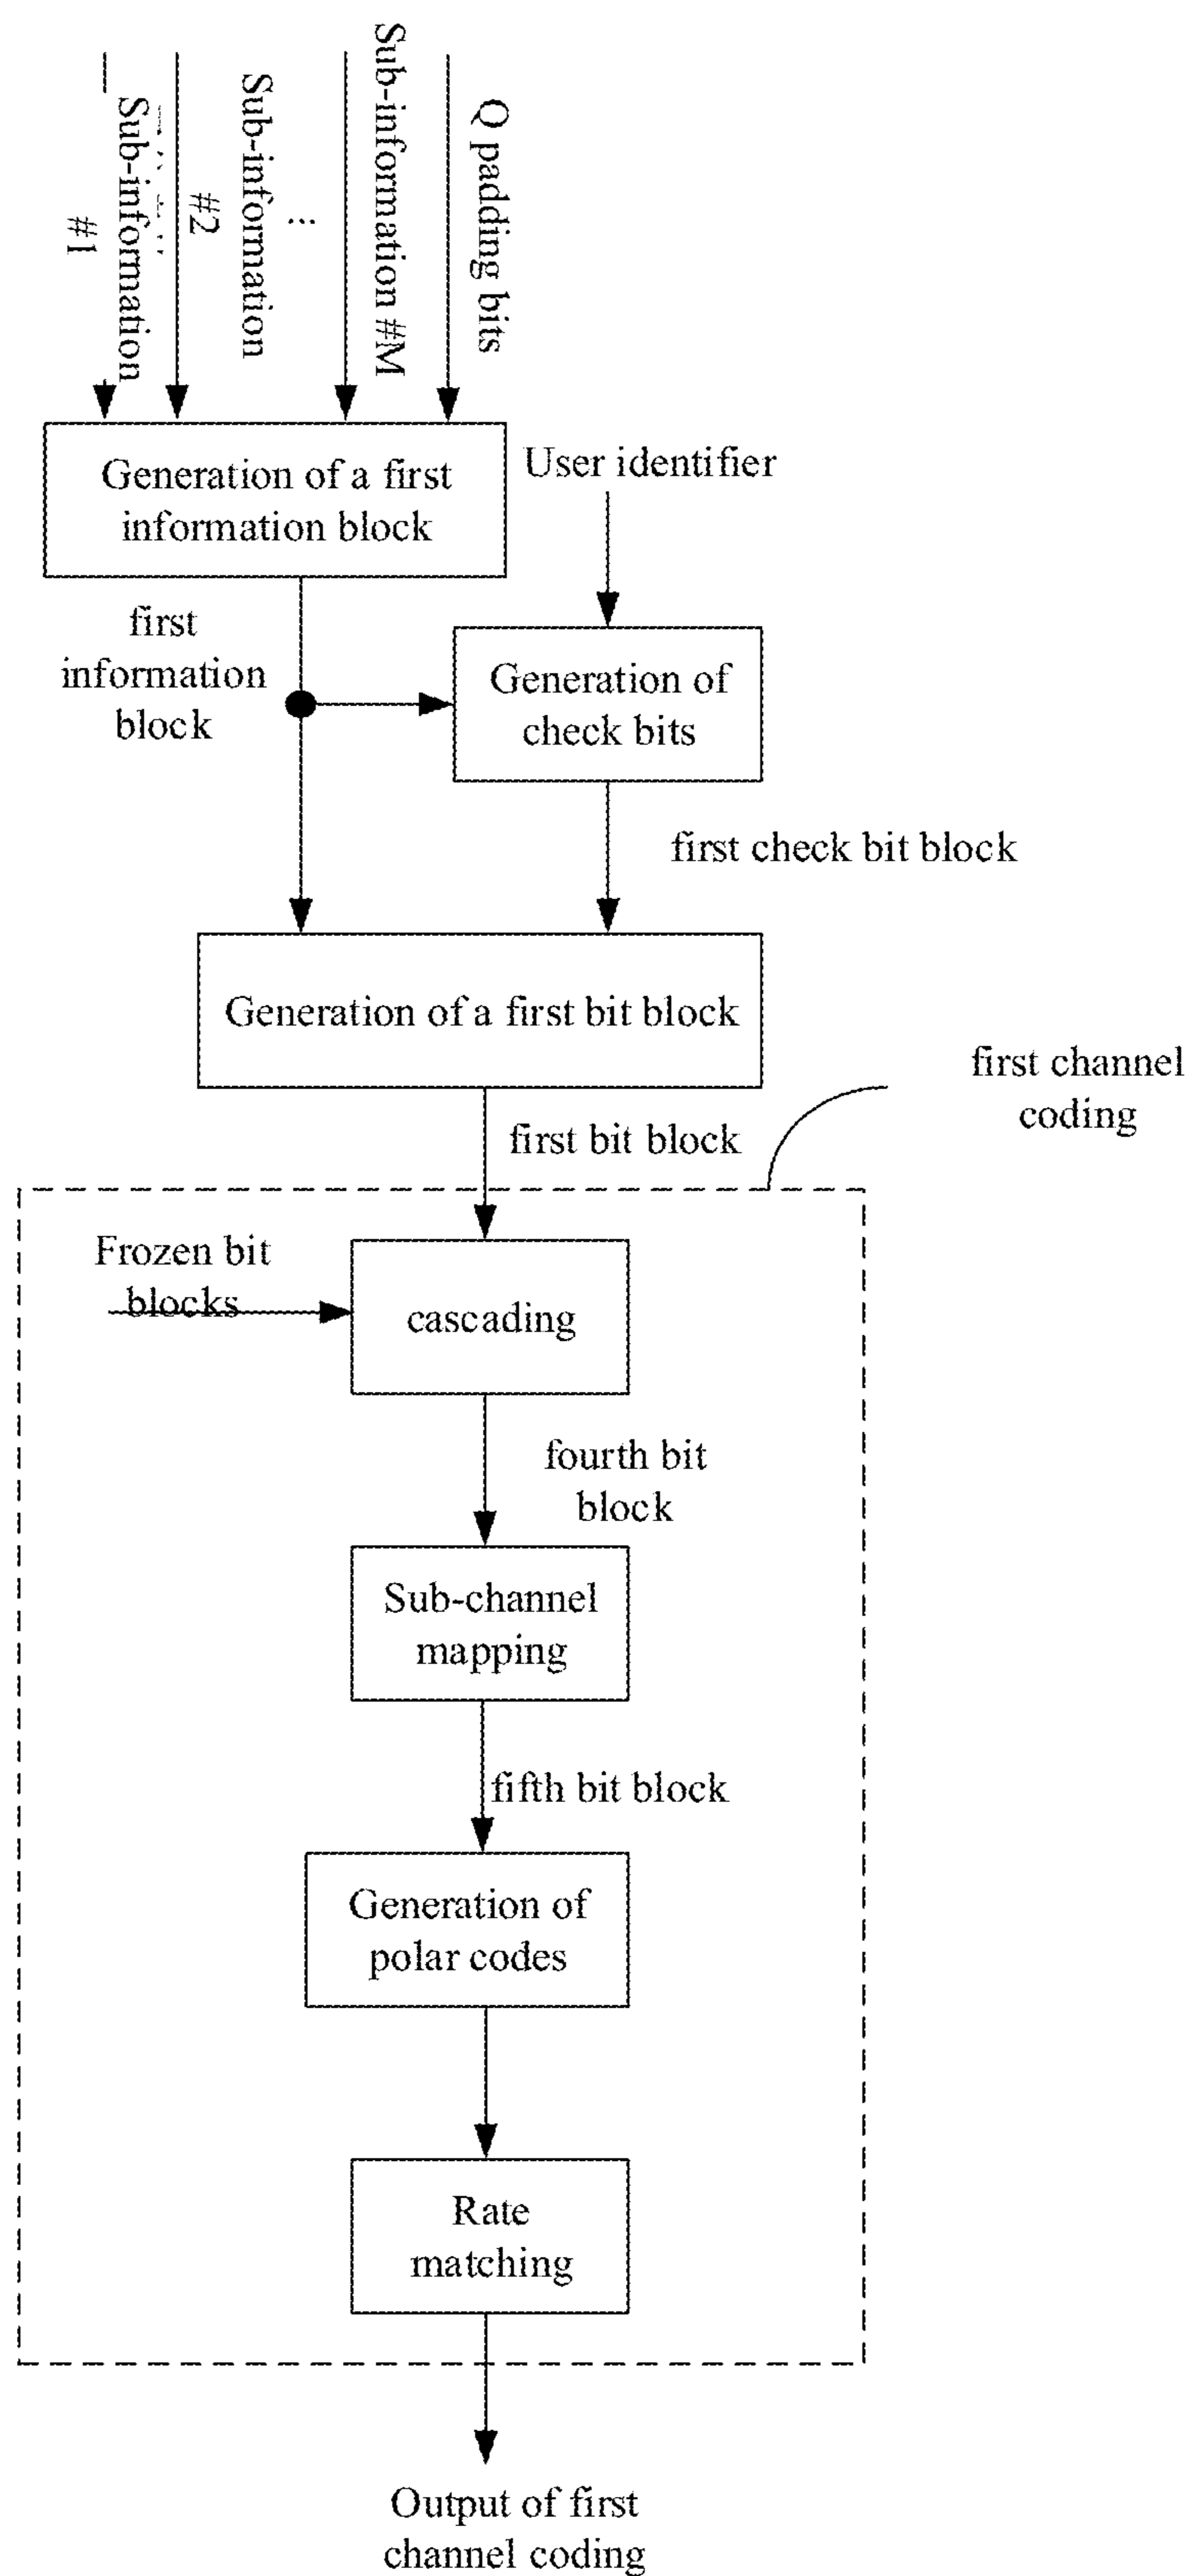 Sub-information
#1
Sub-information
#2
...
Sub-information #M
Q padding bits
Generation of a first
information block
User identifier
first
information
block
Generation of
check bits
first check bit block
Generation of a first bit block
first channel
coding
first bit block
Frozen bit
blocks
cascading
fourth bit
block
Sub-channel
mapping
fifth bit block
Generation of
polar codes
Rate
matching
Output of first
channel coding